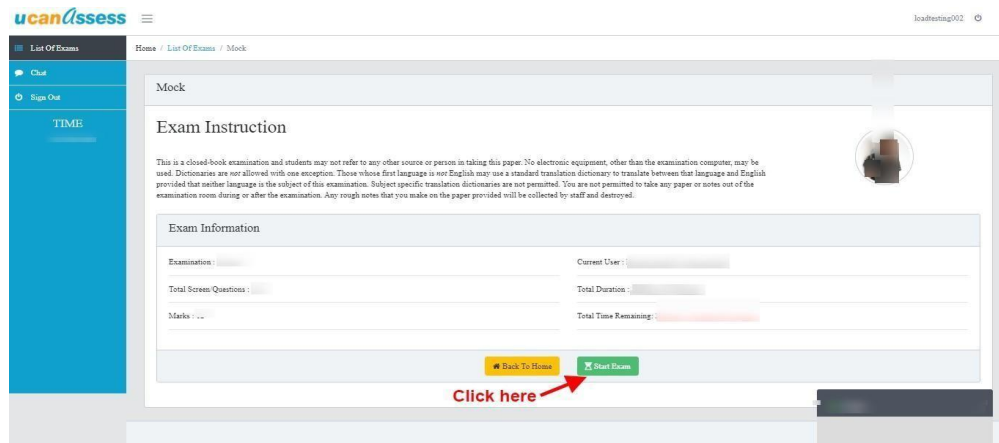 ucanAssess
loadtesting002
List Of Exams
Home / List Of Exams / Mock
Chat
Sign Out
TIME
Mock
Exam Instruction
This is a closed-book examination and students may not refer to any other source or person in taking this paper. No electronic equipment, other than the examination computer, may be
used. Dictionaries are not allowed with one exception. Those whose first language is not English may use a standard translation dictionary to translate between that language and English
provided that neither language is the subject of this examination. Subject specific translation dictionaries are not permitted. You are not permitted to take any paper or notes out of the
examination room during or after the examination. Any rough notes that you make on the paper provided will be collected by staff and destroyed.
Exam Information
Examination :
Current User :
Total Screen/Questions :
Total Duration :
Marks :
Total Time Remaining:
Back To Home
Start Exam
Click here